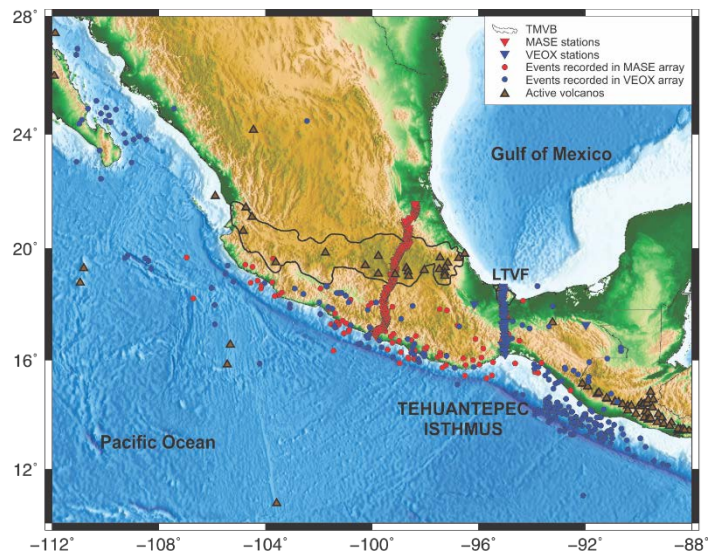 28°
24°
20°
16°
12°
−112
−108
−104
−100
−96
−92
−88
TMVB
MASE stations
VEOX stations
Events recorded in MASE array
Events recorded in VEOX array
Active volcanos
Gulf of Mexico
LTVF
TEHUANTEPEC
ISTHMUS
Pacific Ocean